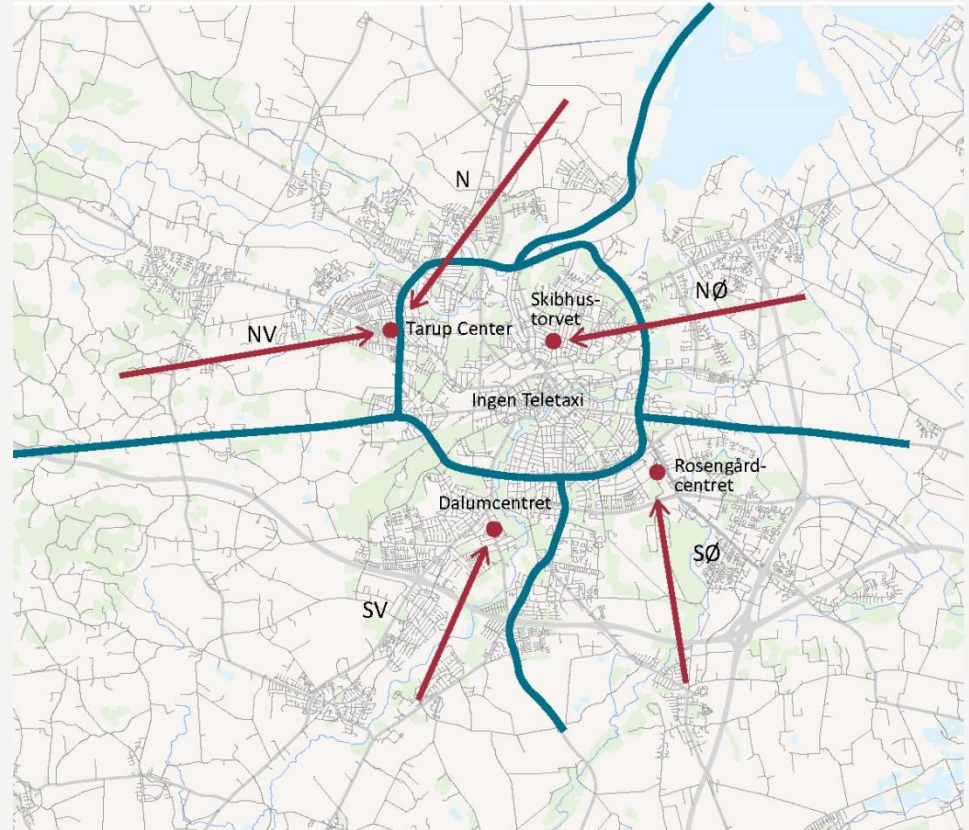 N
NØ
Skibhus-
torvet
NV
Tarup Center
Ingen Teletaxi
Rosengård-
centret
Dalumcentret
SØ
SV